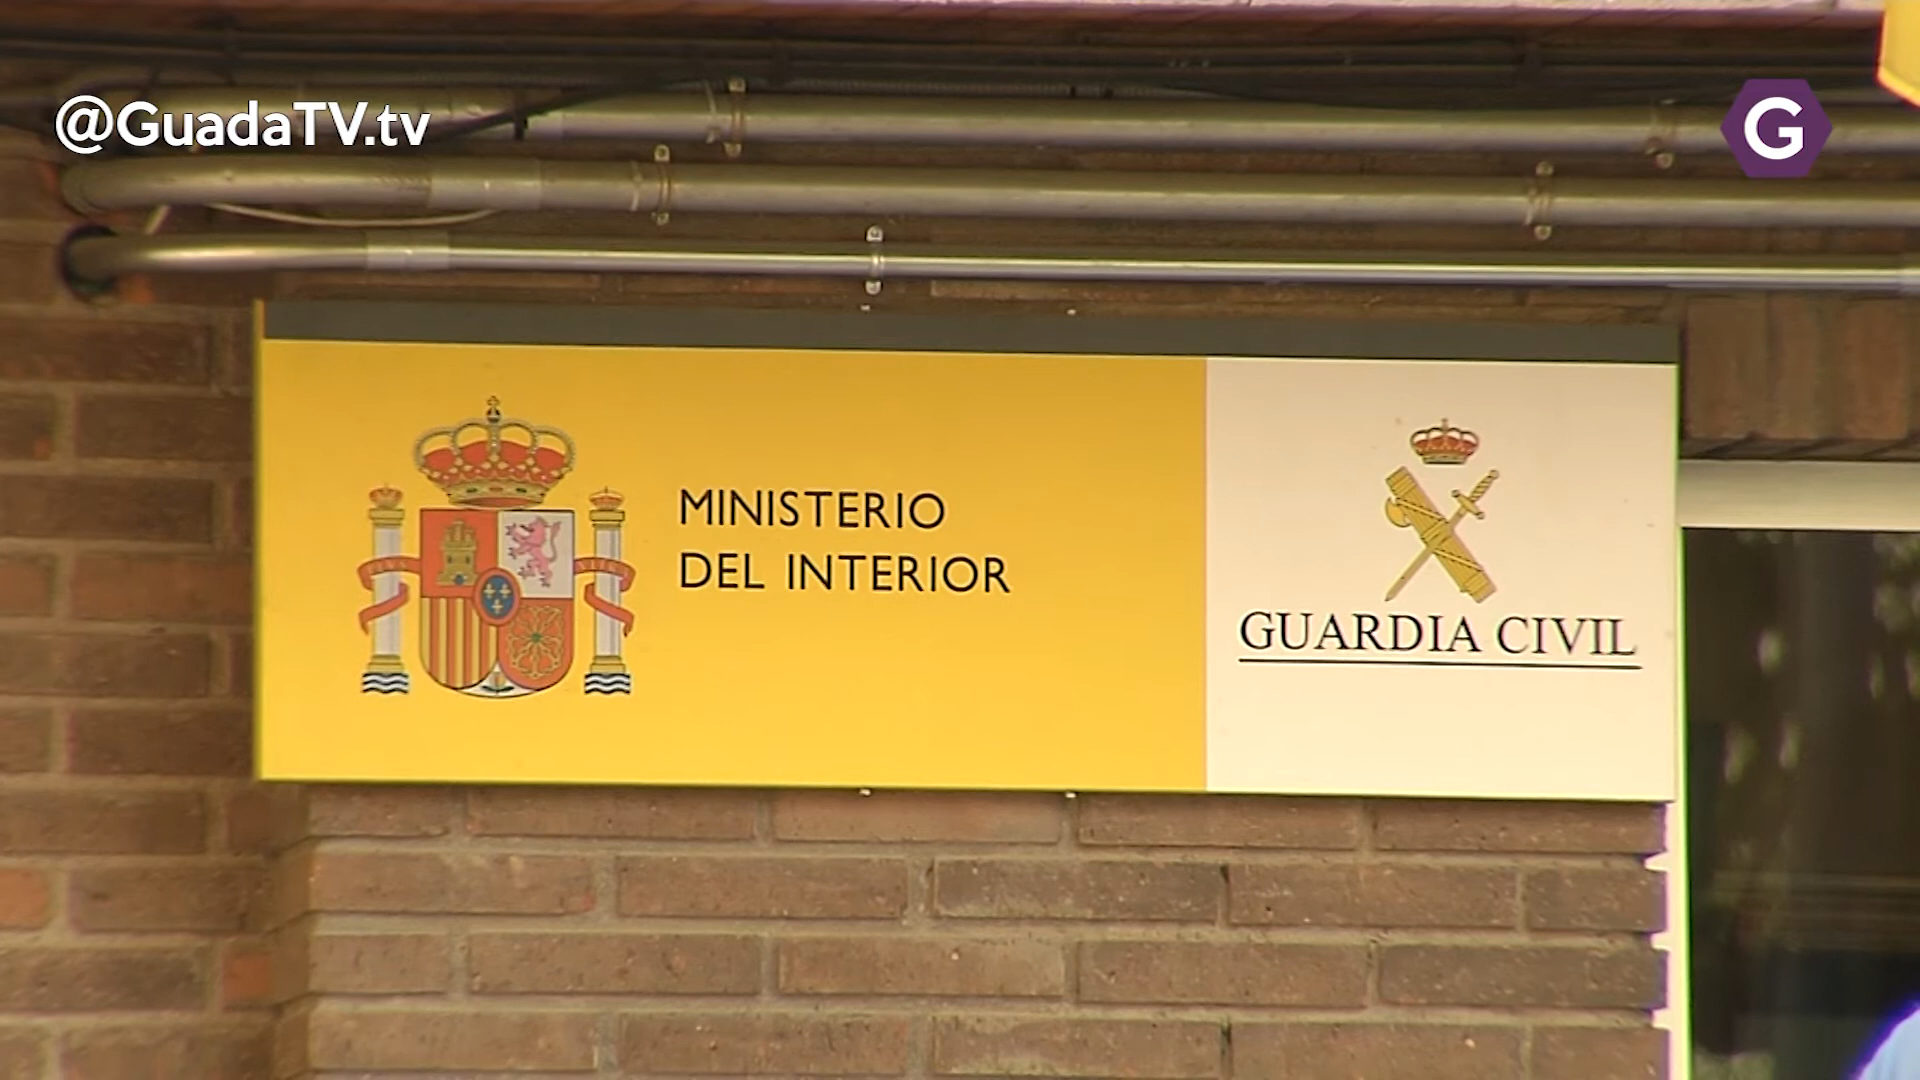 @GuadaTV.tv
G
MINISTERIO
DEL INTERIOR
GUARDIA CIVIL